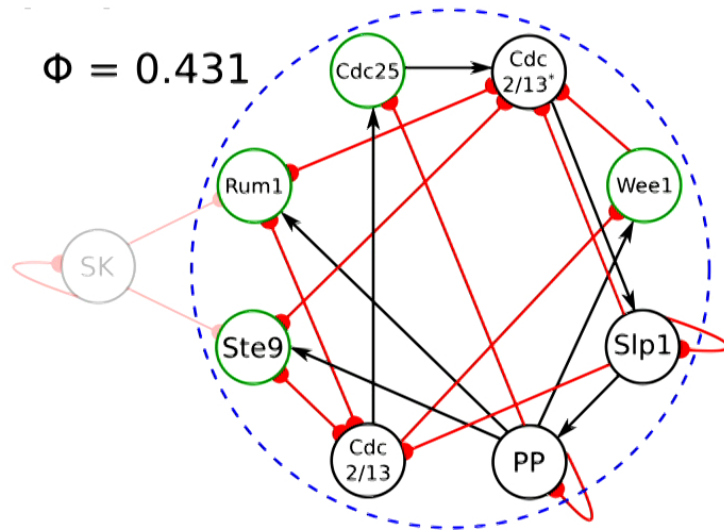 Φ = 0.431
Cdc25
Cdc
2/13*
Rum1
Wee1
SK
Ste9
Slp1
Cdc
2/13
PP